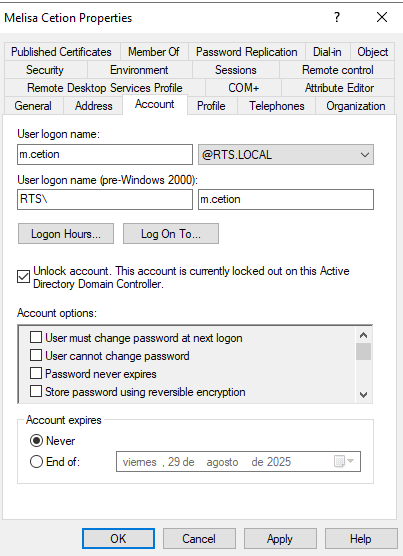 Melisa Cetion Properties ? ×
Published Certificates Member Of Password Replication Dial-in Object
Security Environment Sessions Remote control
Remote Desktop Services Profile COM+ Attribute Editor
General Address Account Profile Telephones Organization
User logon name:
m.cetion @RTS.LOCAL
User logon name (pre-Windows 2000):
RTS\ m.cetion
Logon Hours... Log On To...
Unlock account. This account is currently locked out on this Active
Directory Domain Controller.
Account options:
User must change password at next logon
User cannot change password
Password never expires
Store password using reversible encryption
Account expires
Never
End of: viernes , 29 de agosto de 2025
OK Cancel Apply Help